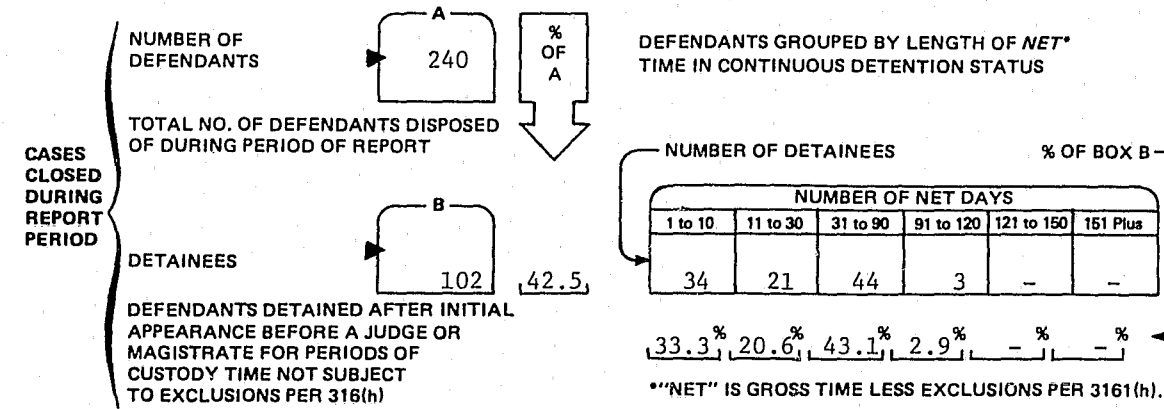 CASES
CLOSED
DURING
REPORT
PERIOD
NUMBER OF
DEFENDANTS
A
240
%
OF
A
TOTAL NO. OF DEFENDANTS DISPOSED
OF DURING PERIOD OF REPORT
B
DETAINEES
102
42.5
DEFENDANTS DETAINED AFTER INITIAL
APPEARANCE BEFORE A JUDGE OR
MAGISTRATE FOR PERIODS OF
CUSTODY TIME NOT SUBJECT
TO EXCLUSIONS PER 316(h)
DEFENDANTS GROUPED BY LENGTH OF NET*
TIME IN CONTINUOUS DETENTION STATUS
NUMBER OF DETAINEES % OF BOX B
NUMBER OF NET DAYS
1 to 10 11 to 30 31 to 90 91 to 120 121 to 150 151 Plus
34 21 44 3 - -
33.3% 20.6% 43.1% 2.9% - % - %
*"NET" IS GROSS TIME LESS EXCLUSIONS PER 3161(h).